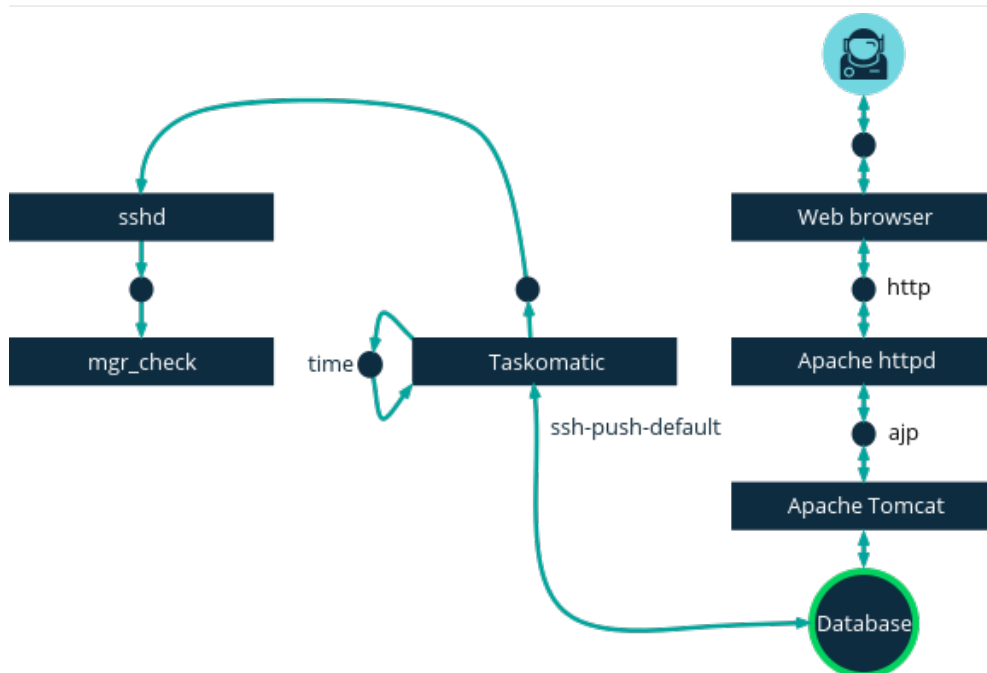 sshd
Web browser
http
mgr_check
time
Taskomatic
Apache httpd
ssh-push-default
ajp
Apache Tomcat
Database